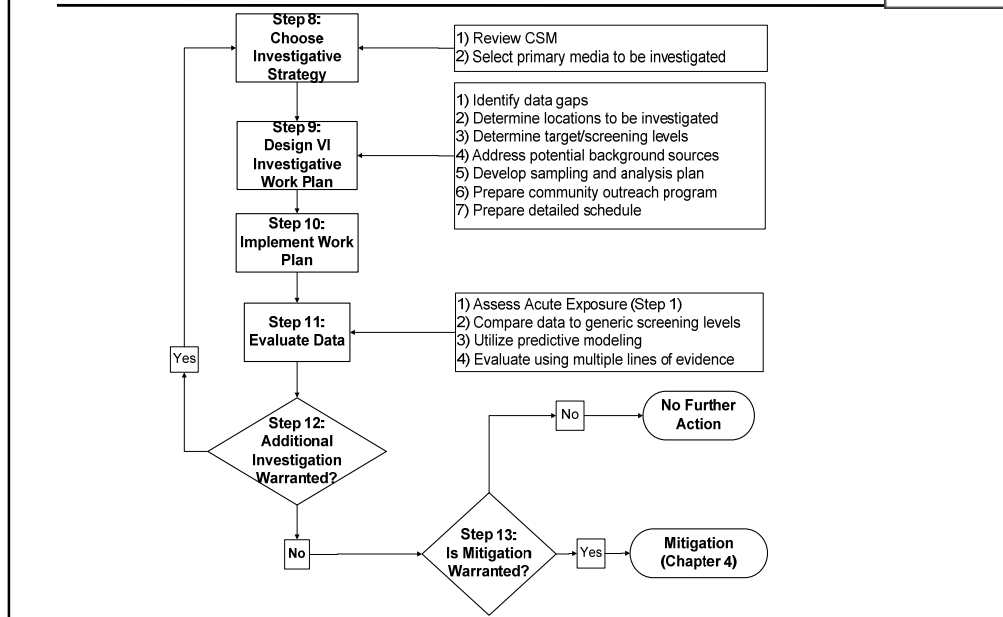 Step 8:
Choose
Investigative
Strategy
1) Review CSM
2) Select primary media to be investigated
Step 9:
Design VI
Investigative
Work Plan
1) Identify data gaps
2) Determine locations to be investigated
3) Determine target/screening levels
4) Address potential background sources
5) Develop sampling and analysis plan
6) Prepare community outreach program
7) Prepare detailed schedule
Step 10:
Implement Work
Plan
Step 11:
Evaluate Data
1) Assess Acute Exposure (Step 1)
2) Compare data to generic screening levels
3) Utilize predictive modeling
4) Evaluate using multiple lines of evidence
Yes
Step 12:
Additional
Investigation
Warranted?
No
No Further
Action
No
Step 13:
Is Mitigation
Warranted?
Yes
Mitigation
(Chapter 4)